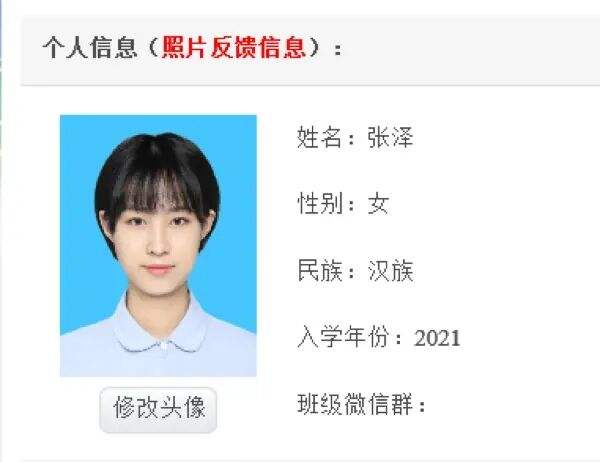 个人信息（照片反馈信息）：
姓名：张泽
性别：女
民族：汉族
入学年份：2021
修改头像
班级微信群：